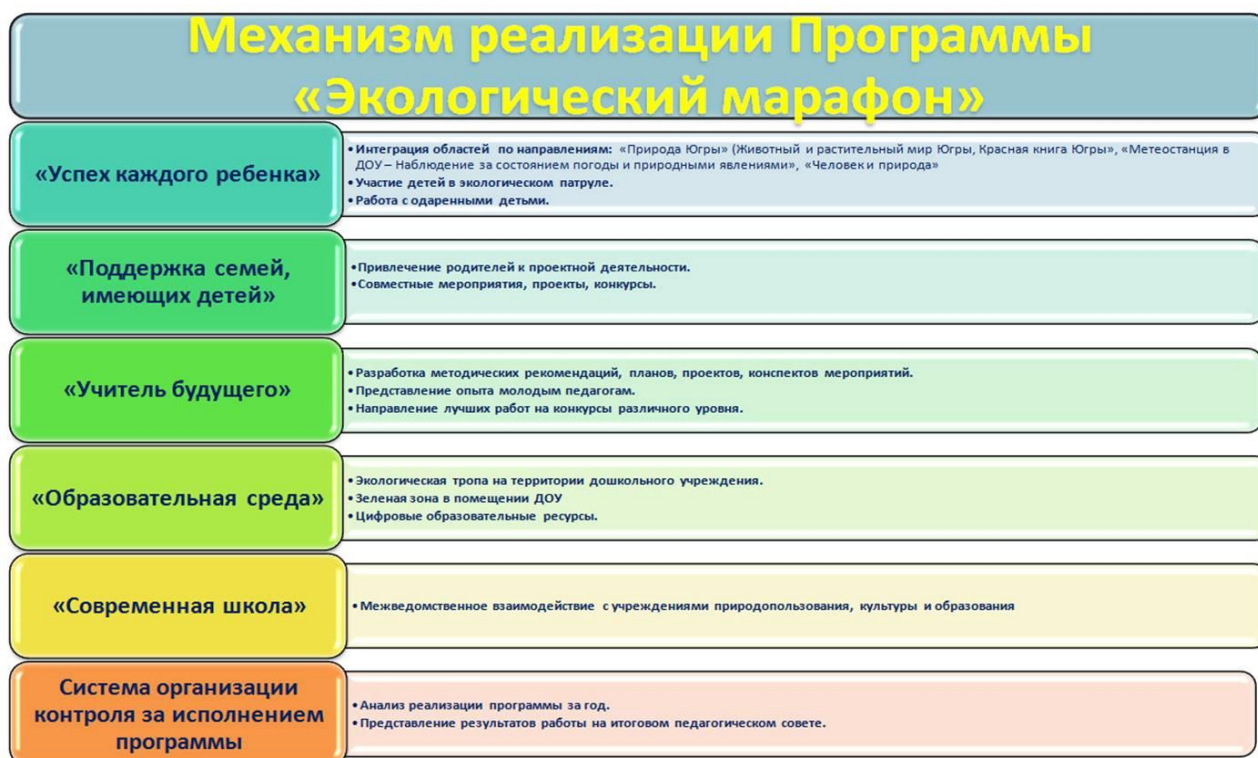 Механизм реализации Программы
«Экологический марафон»
«Успех каждого ребенка»
• Интеграция областей по направлениям: «Природа Югры» (Животный и растительный мир Югры, Красная книга Югры», «Метеостанция в
ДОУ – Наблюдение за состоянием погоды и природными явлениями», «Человек и природа»
• Участие детей в экологическом патруле.
• Работа с одаренными детьми.
«Поддержка семей,
имеющих детей»
• Привлечение родителей к проектной деятельности.
• Совместные мероприятия, проекты, конкурсы.
«Учитель будущего»
• Разработка методических рекомендаций, планов, проектов, конспектов мероприятий.
• Представление опыта молодым педагогам.
• Направление лучших работ на конкурсы различного уровня.
«Образовательная среда»
• Экологическая тропа на территории дошкольного учреждения.
• Зеленая зона в помещении ДОУ
• Цифровые образовательные ресурсы.
«Современная школа»
• Межведомственное взаимодействие с учреждениями природопользования, культуры и образования
Система организации
контроля за исполнением
программы
• Анализ реализации программы за год.
• Представление результатов работы на итоговом педагогическом совете.